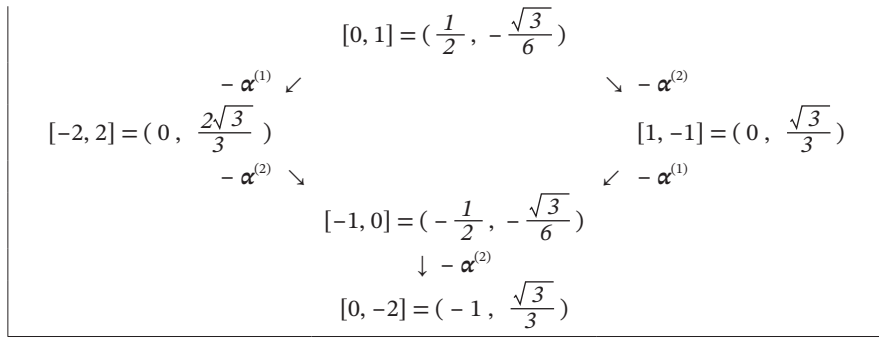 [0, 1] = ( 1/2 , – √3/6 )
– α⁽¹⁾ ↙ ↘ – α⁽²⁾
[–2, 2] = ( 0 , 2√3/3 ) [1, –1] = ( 0 , √3/3 )
– α⁽²⁾ ↘ ↙ – α⁽¹⁾
[–1, 0] = ( – 1/2 , – √3/6 )
↓ – α⁽²⁾
[0, –2] = ( – 1 , √3/3 )